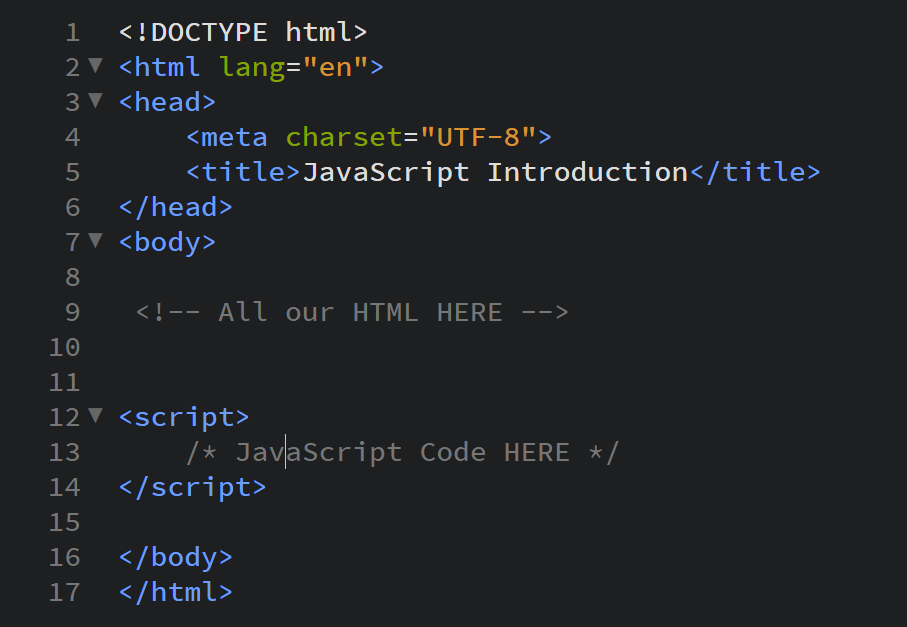 1 <!DOCTYPE html>
2 ▼ <html lang="en">
3 ▼ <head>
4     <meta charset="UTF-8">
5     <title>JavaScript Introduction</title>
6 </head>
7 ▼ <body>
8
9  <!-- All our HTML HERE -->
10
11
12 ▼ <script>
13     /* JavaScript Code HERE */
14 </script>
15
16 </body>
17 </html>